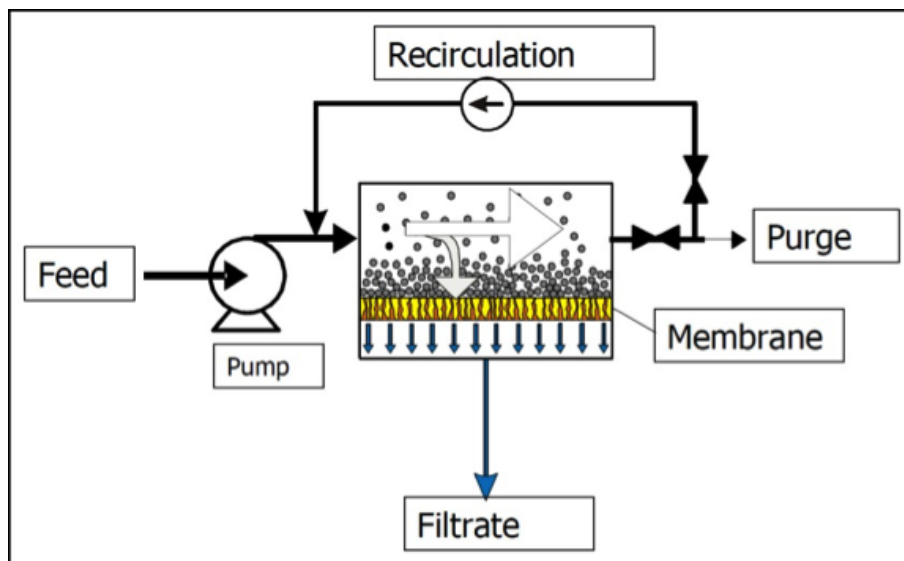 Recirculation
Feed
Purge
Pump
Membrane
Filtrate